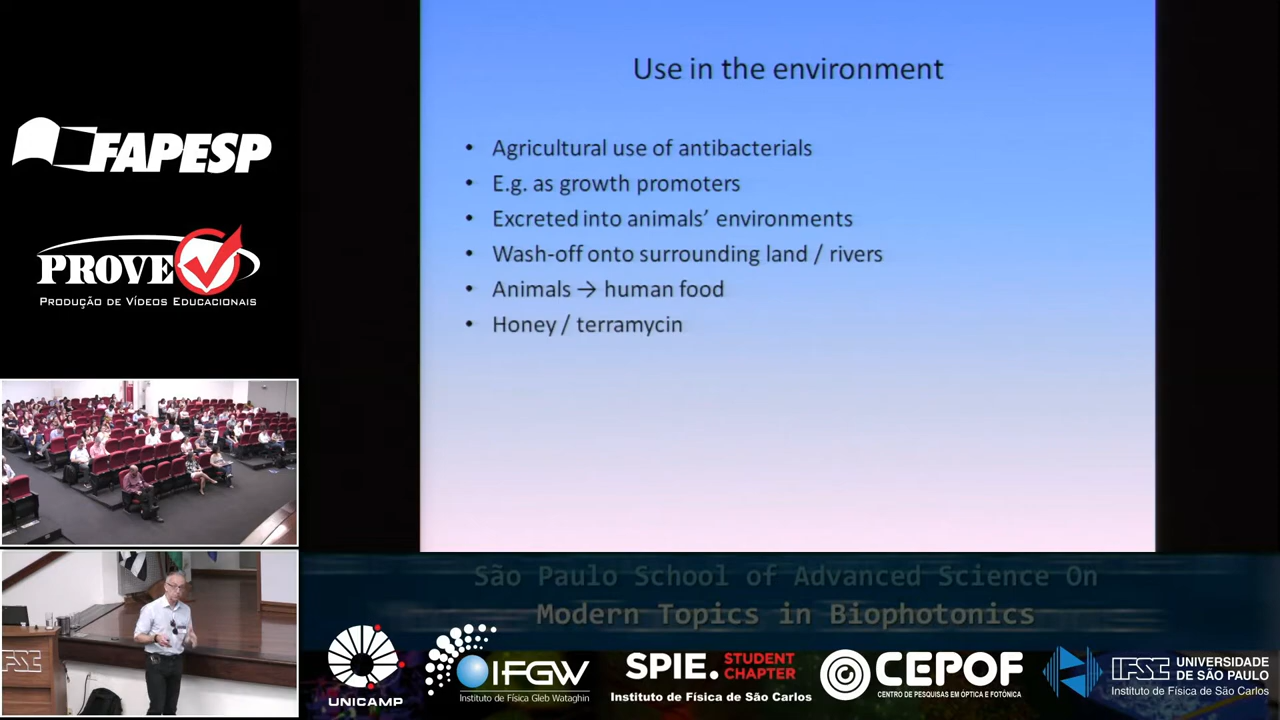 Use in the environment
• Agricultural use of antibacterials
• E.g. as growth promoters
• Excreted into animals’ environments
• Wash-off onto surrounding land / rivers
• Animals → human food
• Honey / terramycin
FAPESP
PROVE
PRODUÇÃO DE VÍDEOS EDUCACIONAIS
IFSC
São Paulo School of Advanced Science On
Modern Topics in Biophotonics
UNICAMP
IFGW
Instituto de Física Gleb Wataghin
SPIE. STUDENT
CHAPTER
Instituto de Física de São Carlos
CEPOF
CENTRO DE PESQUISAS EM ÓPTICA E FOTÔNICA
IFSC UNIVERSIDADE
DE SÃO PAULO
Instituto de Física de São Carlos